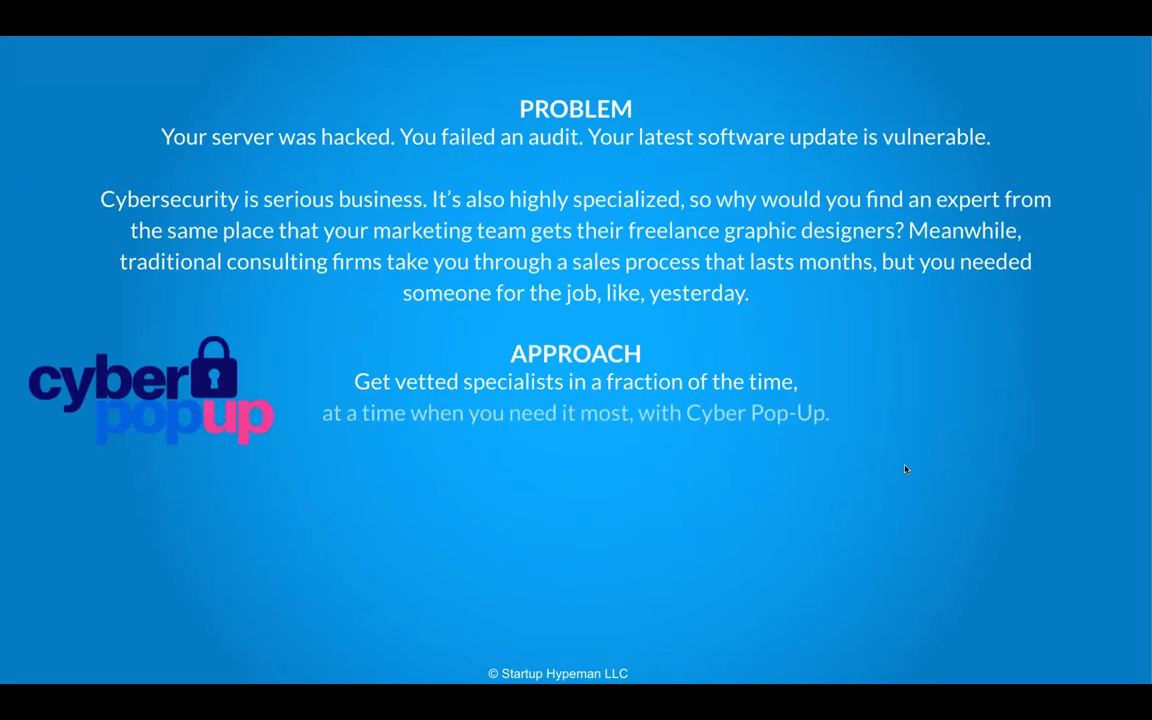 PROBLEM
Your server was hacked. You failed an audit. Your latest software update is vulnerable.
Cybersecurity is serious business. It’s also highly specialized, so why would you find an expert from
the same place that your marketing team gets their freelance graphic designers? Meanwhile,
traditional consulting firms take you through a sales process that lasts months, but you needed
someone for the job, like, yesterday.
cyber
popup
APPROACH
Get vetted specialists in a fraction of the time,
at a time when you need it most, with Cyber Pop-Up.
© Startup Hypeman LLC